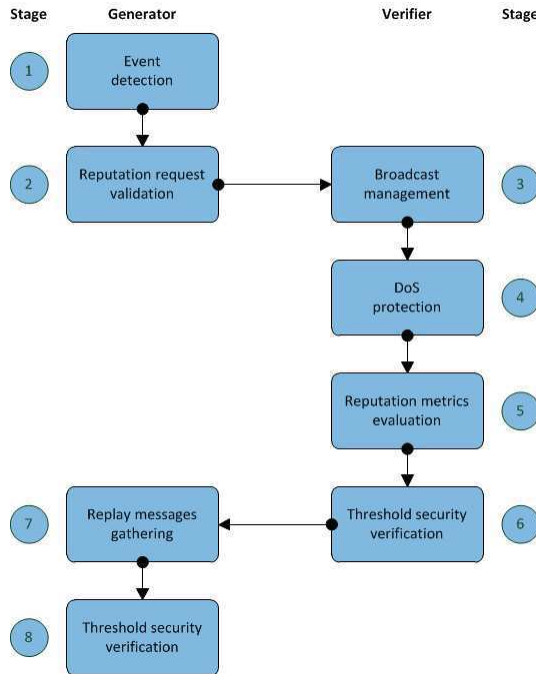 Stage Generator Verifier Stage
1
Event
detection
2
Reputation request
validation
Broadcast
management
3
DoS
protection
4
Reputation metrics
evaluation
5
7
Replay messages
gathering
Threshold security
verification
6
8
Threshold security
verification